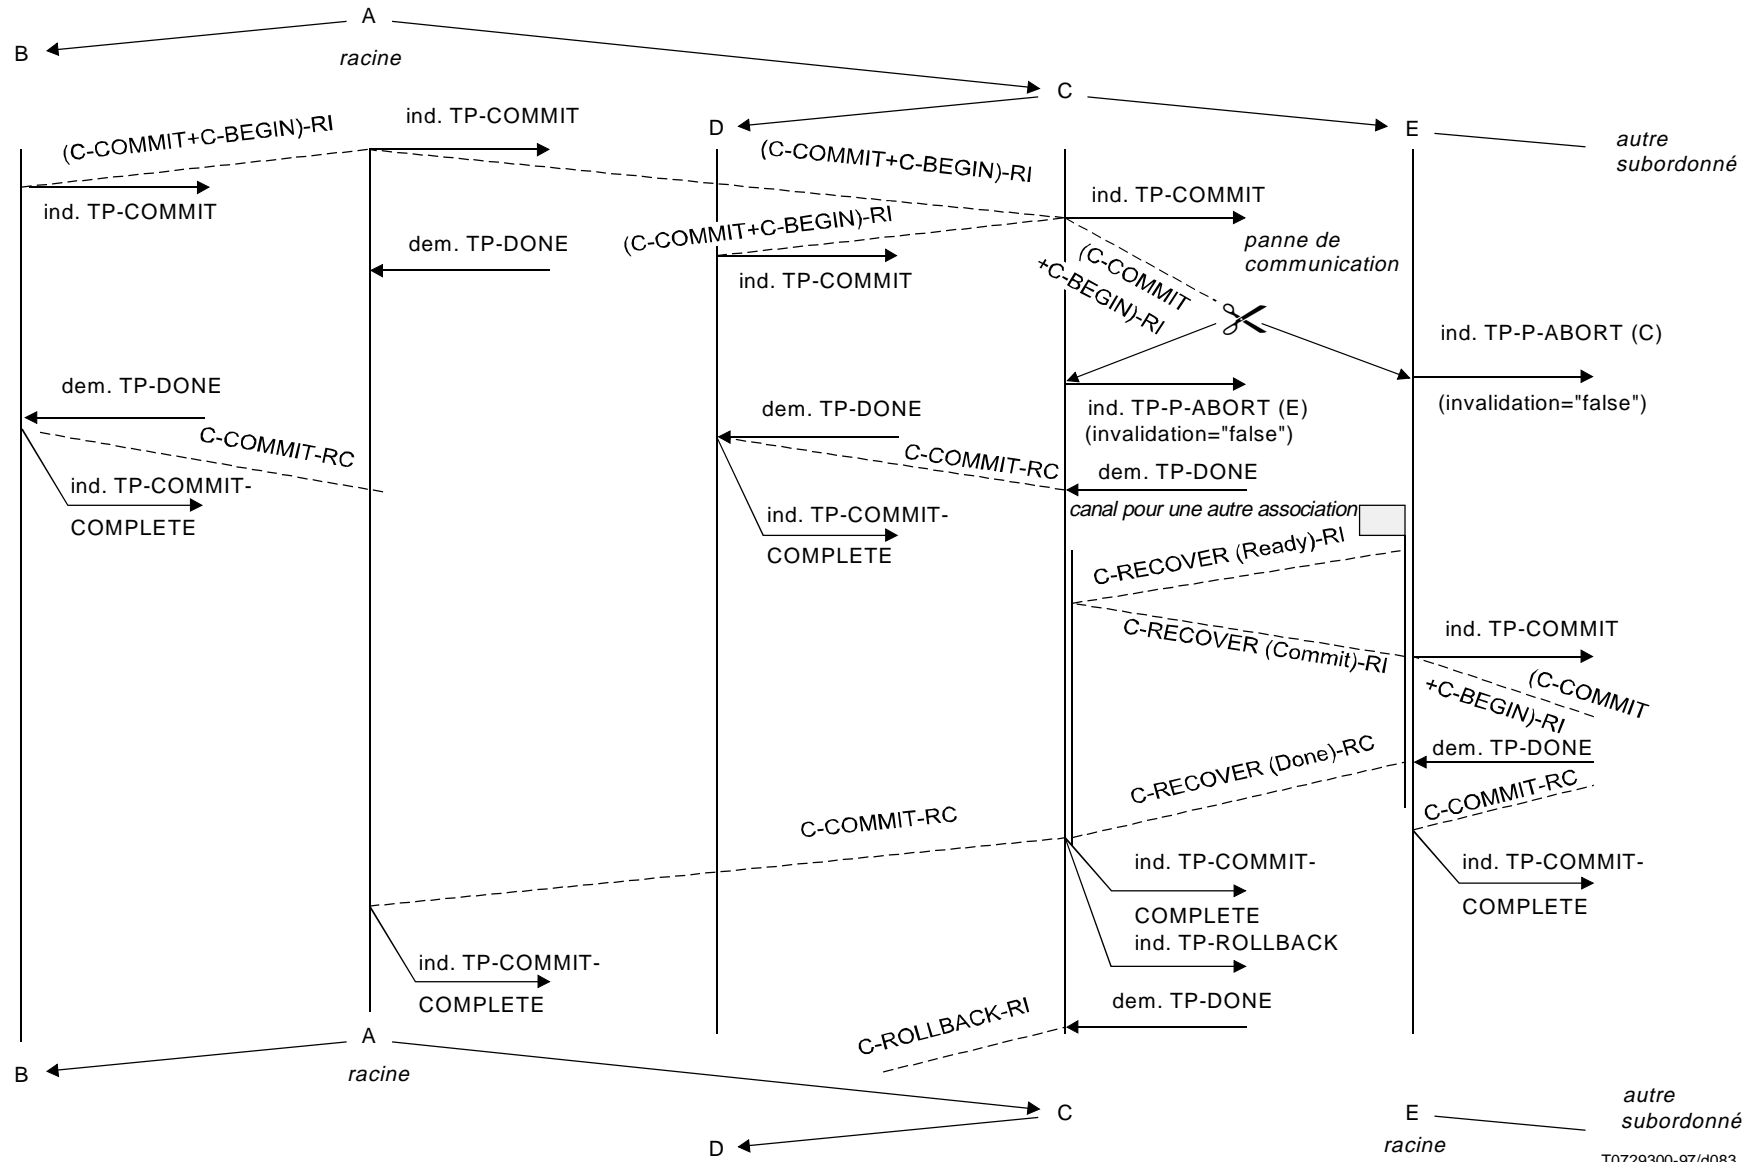 A
B
racine
C
D
E
autre
subordonné
(C-COMMIT+C-BEGIN)-RI
ind. TP-COMMIT
(C-COMMIT+C-BEGIN)-RI
ind. TP-COMMIT
ind. TP-COMMIT
(C-COMMIT+C-BEGIN)-RI
dem. TP-DONE
panne de
communication
(C-COMMIT
+C-BEGIN)-RI
ind. TP-COMMIT
ind. TP-P-ABORT (C)
(invalidation="false")
dem. TP-DONE
dem. TP-DONE
ind. TP-P-ABORT (E)
(invalidation="false")
C-COMMIT-RC
C-COMMIT-RC
dem. TP-DONE
ind. TP-COMMIT-
COMPLETE
canal pour une autre association
ind. TP-COMMIT-
COMPLETE
C-RECOVER (Ready)-RI
C-RECOVER (Commit)-RI
ind. TP-COMMIT
(C-COMMIT
+C-BEGIN)-RI
dem. TP-DONE
C-RECOVER (Done)-RC
C-COMMIT-RC
C-COMMIT-RC
ind. TP-COMMIT-
COMPLETE
ind. TP-COMMIT-
COMPLETE
ind. TP-ROLLBACK
ind. TP-COMMIT-
COMPLETE
dem. TP-DONE
C-ROLLBACK-RI
A
B
racine
C
D
E
racine
autre
subordonné
T0729300-97/d083